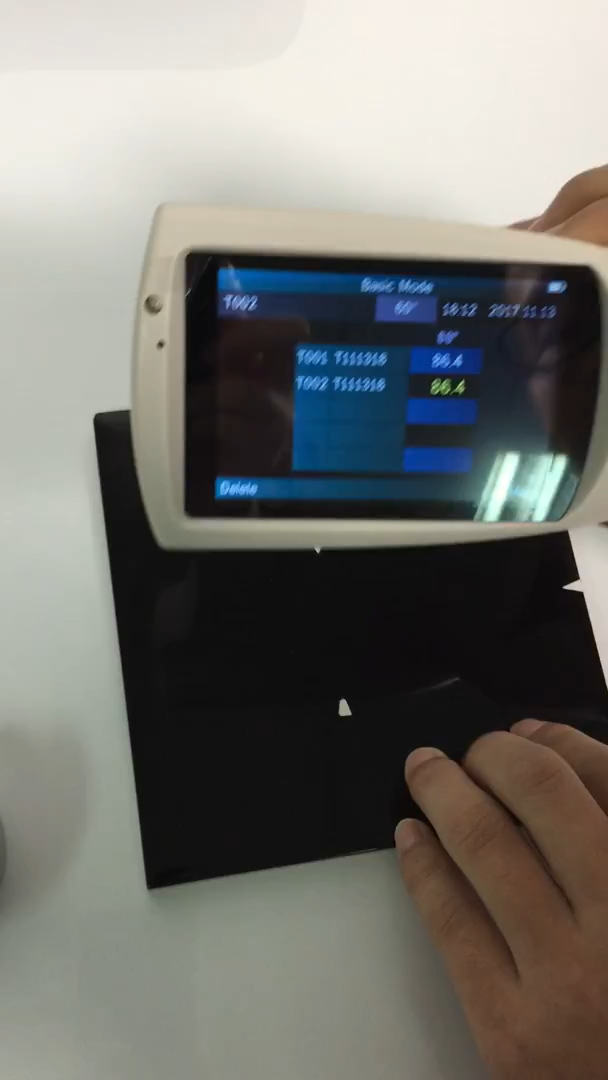 Basic Mode
T002 60° 18:12 2017 11 13
60°
T001 T111318 86.4
T002 T111318 86.4
Delete